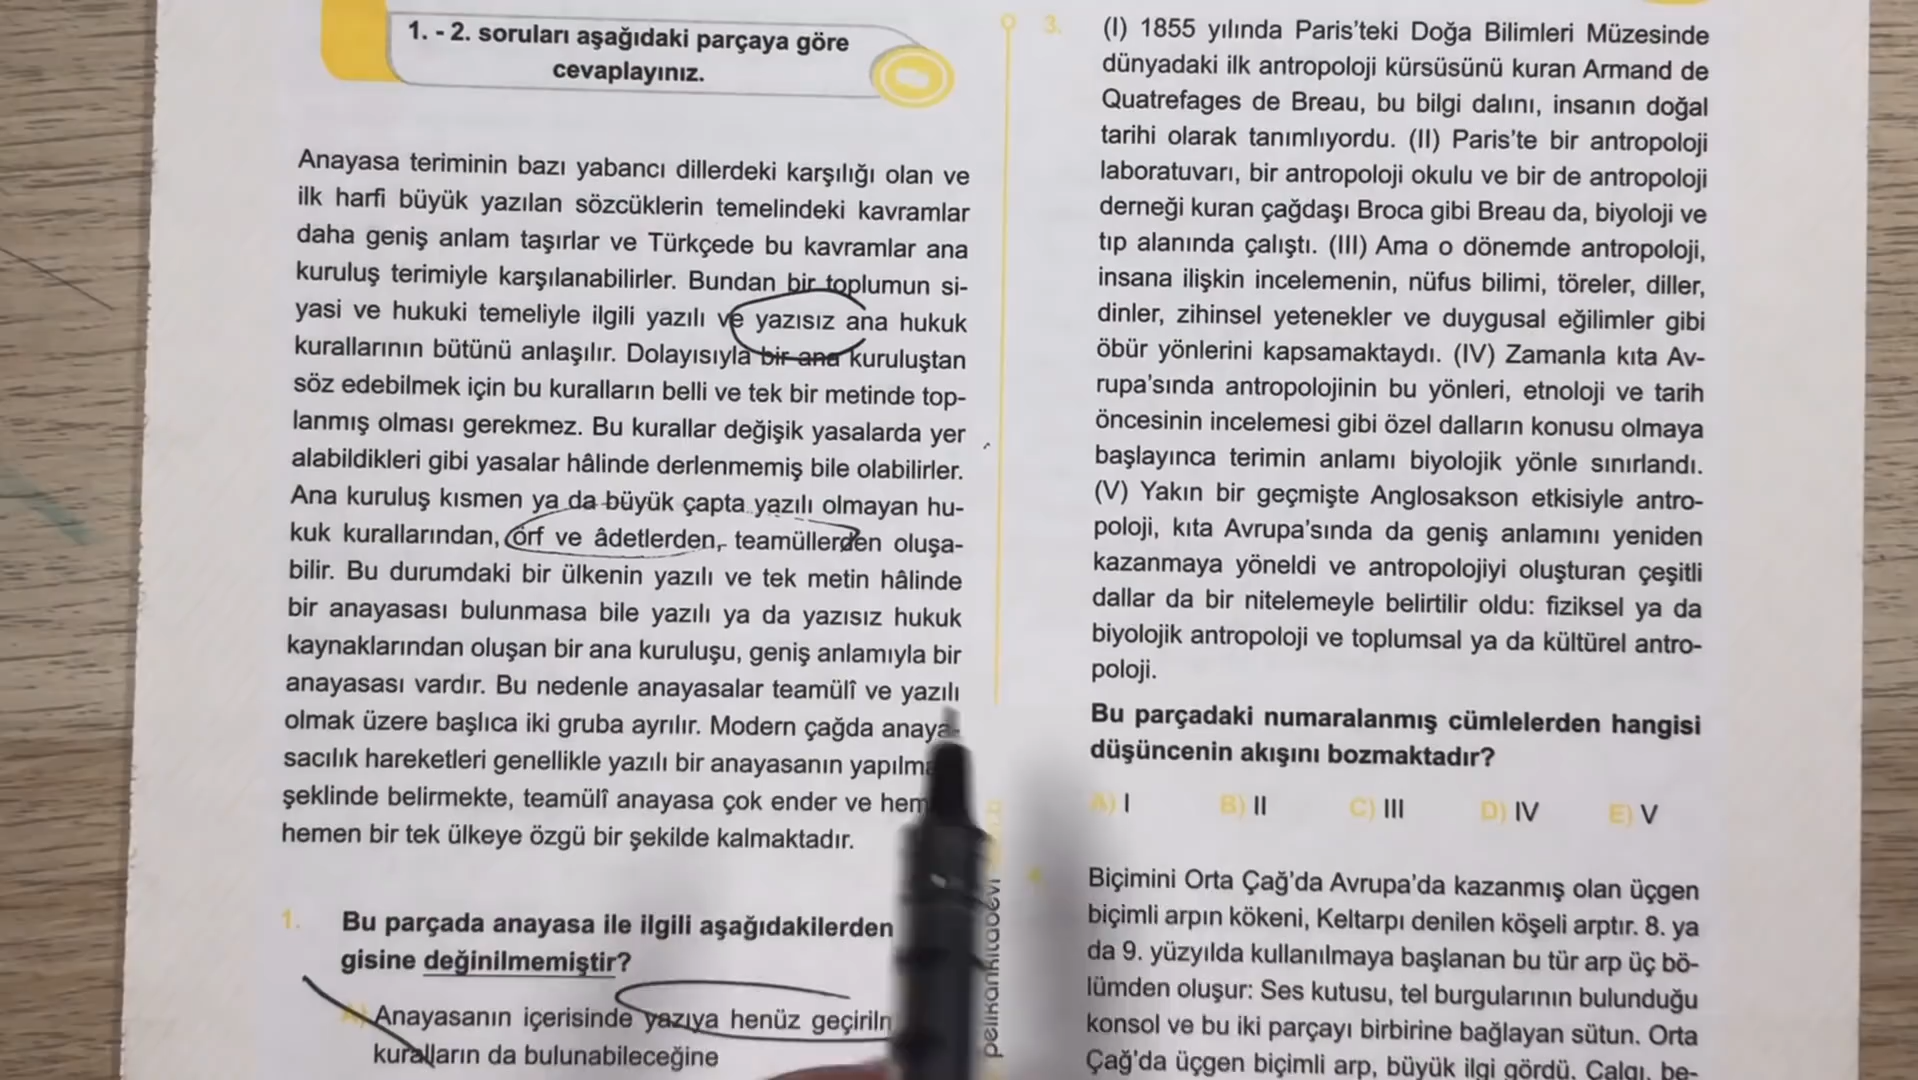 1. - 2. soruları aşağıdaki parçaya göre
cevaplayınız.
Anayasa teriminin bazı yabancı dillerdeki karşılığı olan ve
ilk harfi büyük yazılan sözcüklerin temelindeki kavramlar
daha geniş anlam taşırlar ve Türkçede bu kavramlar ana
kuruluş terimiyle karşılanabilirler. Bundan bir toplumun si-
yasi ve hukuki temeliyle ilgili yazılı ve yazısız ana hukuk
kurallarının bütünü anlaşılır. Dolayısıyla bir ana kuruluştan
söz edebilmek için bu kuralların belli ve tek bir metinde top-
lanmış olması gerekmez. Bu kurallar değişik yasalarda yer
alabildikleri gibi yasalar hâlinde derlenmemiş bile olabilirler.
Ana kuruluş kısmen ya da büyük çapta yazılı olmayan hu-
kuk kurallarından, örf ve âdetlerden, teamüllerden oluşa-
bilir. Bu durumdaki bir ülkenin yazılı ve tek metin hâlinde
bir anayasası bulunmasa bile yazılı ya da yazısız hukuk
kaynaklarından oluşan bir ana kuruluşu, geniş anlamıyla bir
anayasası vardır. Bu nedenle anayasalar teamülî ve yazılı
olmak üzere başlıca iki gruba ayrılır. Modern çağda anaya-
sacılık hareketleri genellikle yazılı bir anayasanın
şeklinde belirmekte, teamülî anayasa çok ender ve
hemen bir tek ülkeye özgü bir şekilde kalmaktadır.
1. Bu parçada anayasa ile ilgili aşağıdakilerden
gisine değinilmemiştir?
A) Anayasanın içerisinde yazıya henüz
kuralların da bulunabileceğine
pelikankitabevi
3. (I) 1855 yılında Paris'teki Doğa Bilimleri Müzesinde
dünyadaki ilk antropoloji kürsüsünü kuran Armand de
Quatrefages de Breau, bu bilgi dalını, insanın doğal
tarihi olarak tanımlıyordu. (II) Paris'te bir antropoloji
laboratuvarı, bir antropoloji okulu ve bir de antropoloji
derneği kuran çağdaşı Broca gibi Breau da, biyoloji ve
tıp alanında çalıştı. (III) Ama o dönemde antropoloji,
insana ilişkin incelemenin, nüfus bilimi, töreler, diller,
dinler, zihinsel yetenekler ve duygusal eğilimler gibi
öbür yönlerini kapsamaktaydı. (IV) Zamanla kıta Av-
rupa'sında antropolojinin bu yönleri, etnoloji ve tarih
öncesinin incelemesi gibi özel dalların konusu olmaya
başlayınca terimin anlamı biyolojik yönle sınırlandı.
(V) Yakın bir geçmişte Anglosakson etkisiyle antro-
poloji, kıta Avrupa'sında da geniş anlamını yeniden
kazanmaya yöneldi ve antropolojiyi oluşturan çeşitli
dallar da bir nitelemeyle belirtilir oldu: fiziksel ya da
biyolojik antropoloji ve toplumsal ya da kültürel antro-
poloji.
Bu parçadaki numaralanmış cümlelerden hangisi
düşüncenin akışını bozmaktadır?
A) I B) II C) III D) IV E) V
Biçimini Orta Çağ'da Avrupa'da kazanmış olan üçgen
biçimli arpın kökeni, Keltarpı denilen köşeli arptır. 8. ya
da 9. yüzyılda kullanılmaya başlanan bu tür arp üç bö-
lümden oluşur: Ses kutusu, tel burgularının bulunduğu
konsol ve bu iki parçayı birbirine bağlayan sütun. Orta
Çağ'da üçgen biçimli arp, büyük ilgi gördü. Çalgı, be-